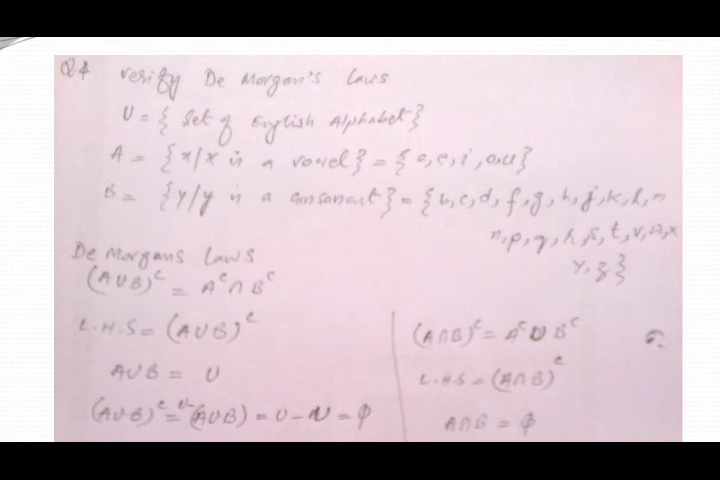 Q4 Verify De Morgan's Laws
U = { Set of English Alphabet }
A = { x/x is a vowel } = { a, e, i, o, u }
B = { y/y is a consonant } = { b, c, d, f, g, h, j, k, l, m
n, p, q, r, s, t, v, w, x
y, z }
De Morgans Laws
(A∪B)ᶜ = Aᶜ∩Bᶜ
L.H.S = (A∪B)ᶜ
A∪B = U
(A∪B)ᶜ = U-(A∪B) = U-U = φ
(A∩B)ᶜ = Aᶜ∪Bᶜ
L.H.S = (A∩B)ᶜ
A∩B = φ